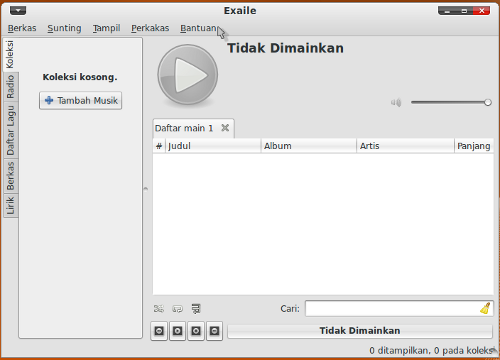 Exaile
Berkas Sunting Tampil Perkakas Bantuan
Koleksi
Radio
Daftar Lagu
Berkas
Lirik
Koleksi kosong.
Tambah Musik
Tidak Dimainkan
Daftar main 1
# Judul Album Artis Panjang
Cari:
Tidak Dimainkan
0 ditampilkan, 0 pada koleks